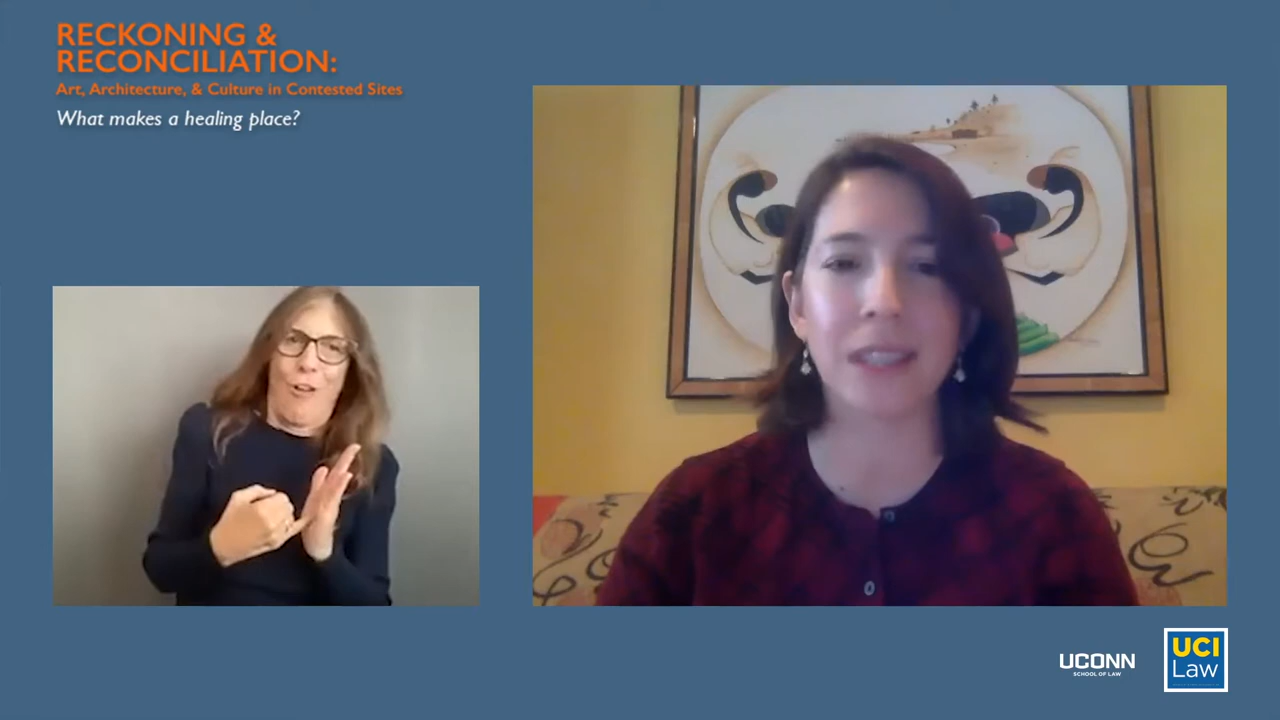 RECKONING &
RECONCILIATION:
Art, Architecture, & Culture in Contested Sites
What makes a healing place?
UCONN
SCHOOL OF LAW
UCI
Law